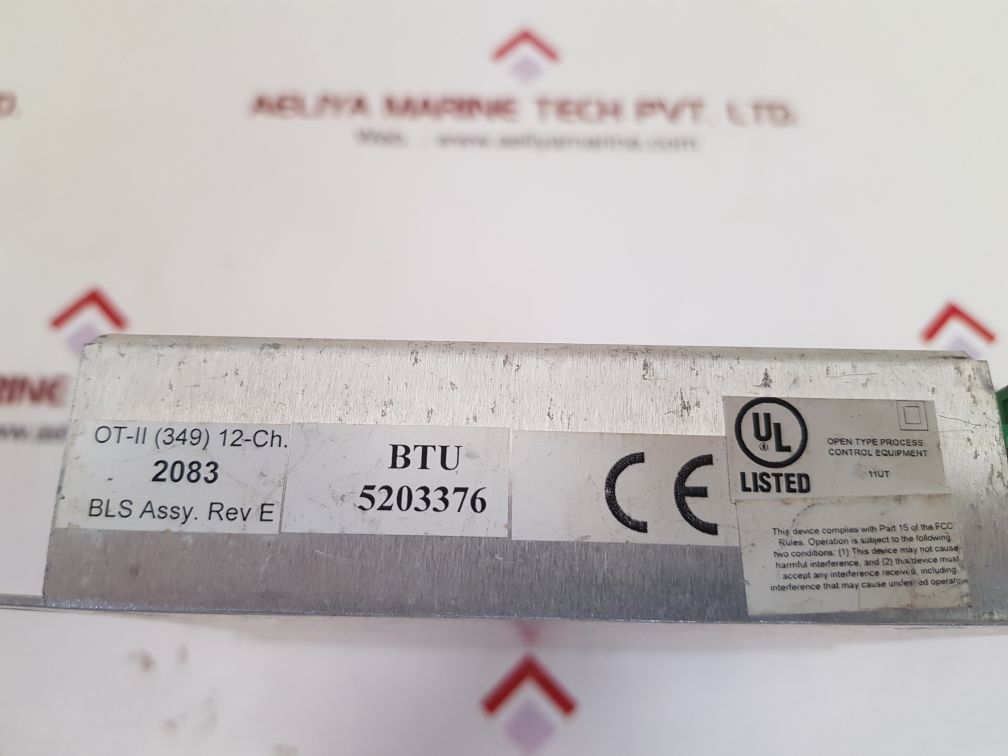 D.
AELIYA MARINE TECH PVT. LTD.
Web. : www.aeliyamarine.com
INE
OT-II (349) 12-Ch.
2083
BLS Assy. Rev E
BTU
5203376
CE
UL
LISTED
OPEN TYPE PROCESS
CONTROL EQUIPMENT
11UT
This device complies with Part 15 of the FCC
Rules. Operation is subject to the following
two conditions: (1) This device may not cause
harmful interference, and (2) this device must
accept any interference received, including
interference that may cause undesired operation